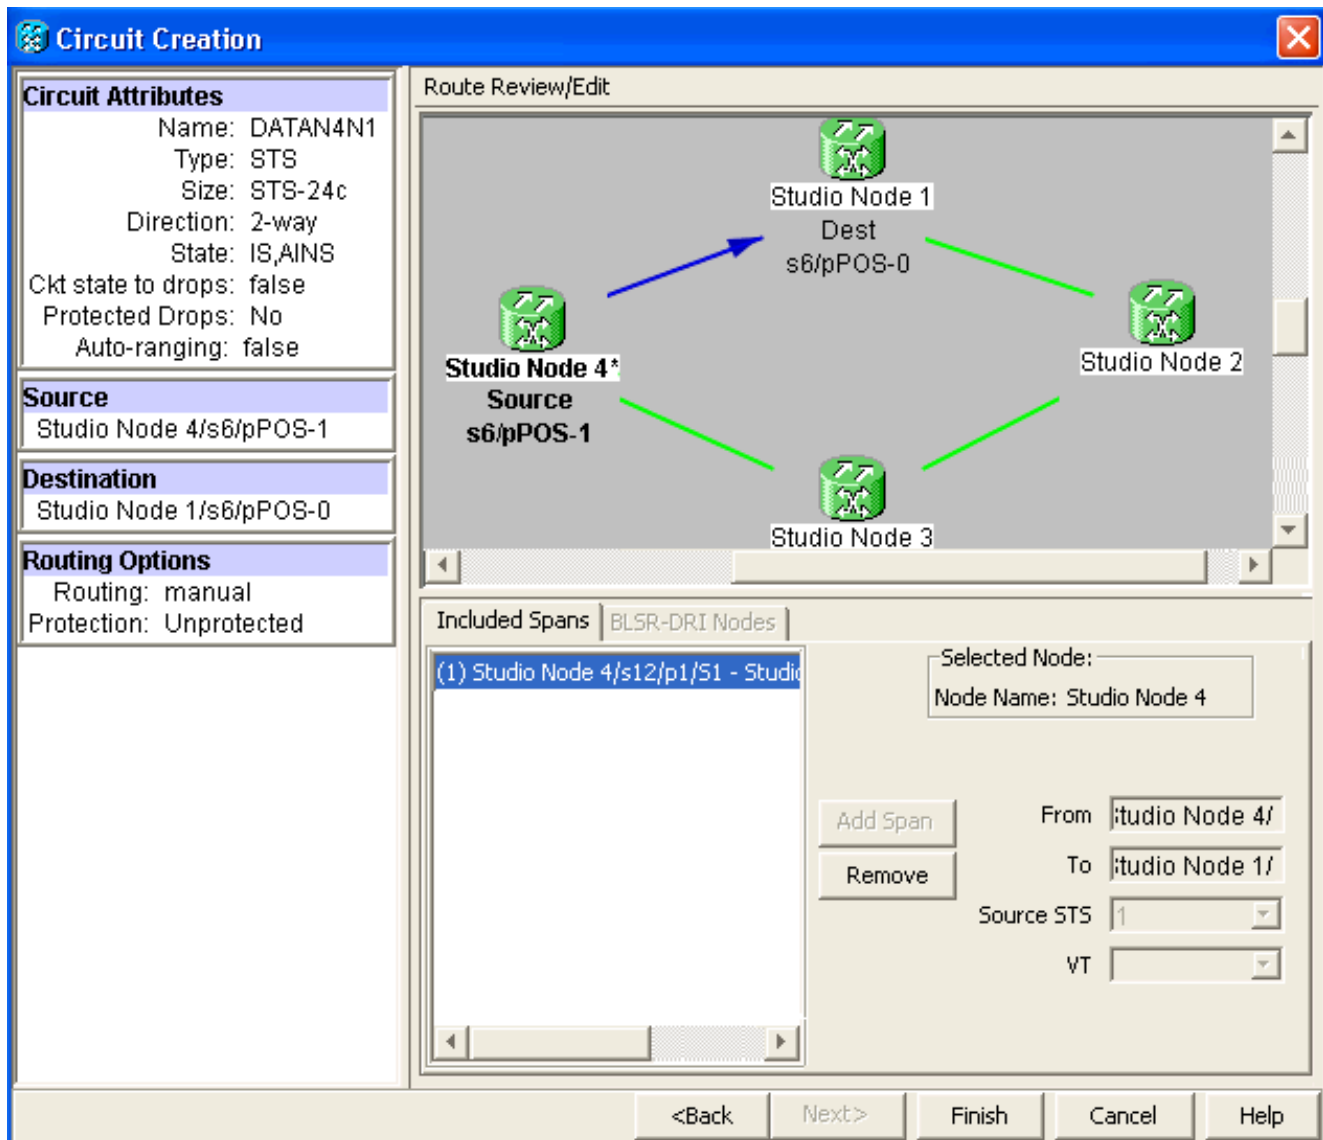 Circuit Creation
Circuit Attributes
Name: DATAN4N1
Type: STS
Size: STS-24c
Direction: 2-way
State: IS,AINS
Ckt state to drops: false
Protected Drops: No
Auto-ranging: false
Source
Studio Node 4/s6/pPOS-1
Destination
Studio Node 1/s6/pPOS-0
Routing Options
Routing: manual
Protection: Unprotected
Route Review/Edit
Studio Node 1
Dest
s6/pPOS-0
Studio Node 2
Studio Node 4*
Source
s6/pPOS-1
Studio Node 3
Included Spans
BLSR-DRI Nodes
(1) Studio Node 4/s12/p1/S1 - Studio
Selected Node:
Node Name: Studio Node 4
Add Span
Remove
From tudio Node 4/
To tudio Node 1/
Source STS 1
VT
<Back
Next>
Finish
Cancel
Help